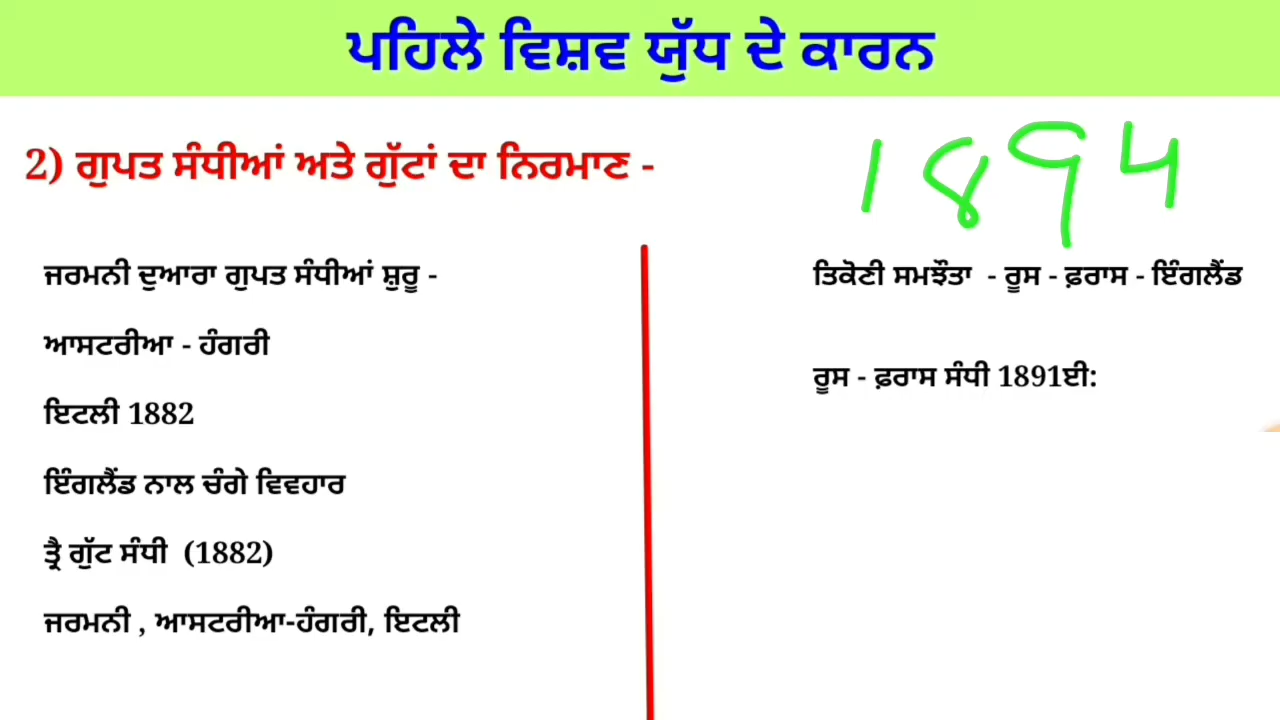 ਪਹਿਲੇ ਵਿਸ਼ਵ ਯੁੱਧ ਦੇ ਕਾਰਨ
2) ਗੁਪਤ ਸੰਧੀਆਂ ਅਤੇ ਗੁੱਟਾਂ ਦਾ ਨਿਰਮਾਣ -
1894
ਜਰਮਨੀ ਦੁਆਰਾ ਗੁਪਤ ਸੰਧੀਆਂ ਸ਼ੁਰੂ -
ਆਸਟਰੀਆ - ਹੰਗਰੀ
ਇਟਲੀ 1882
ਇੰਗਲੈਂਡ ਨਾਲ ਚੰਗੇ ਵਿਵਹਾਰ
ਤ੍ਰੈ ਗੁੱਟ ਸੰਧੀ (1882)
ਜਰਮਨੀ , ਆਸਟਰੀਆ-ਹੰਗਰੀ, ਇਟਲੀ
ਤਿਕੋਣੀ ਸਮਝੌਤਾ - ਰੂਸ - ਫ਼ਰਾਸ - ਇੰਗਲੈਂਡ
ਰੂਸ - ਫ਼ਰਾਸ ਸੰਧੀ 1891ਈ: